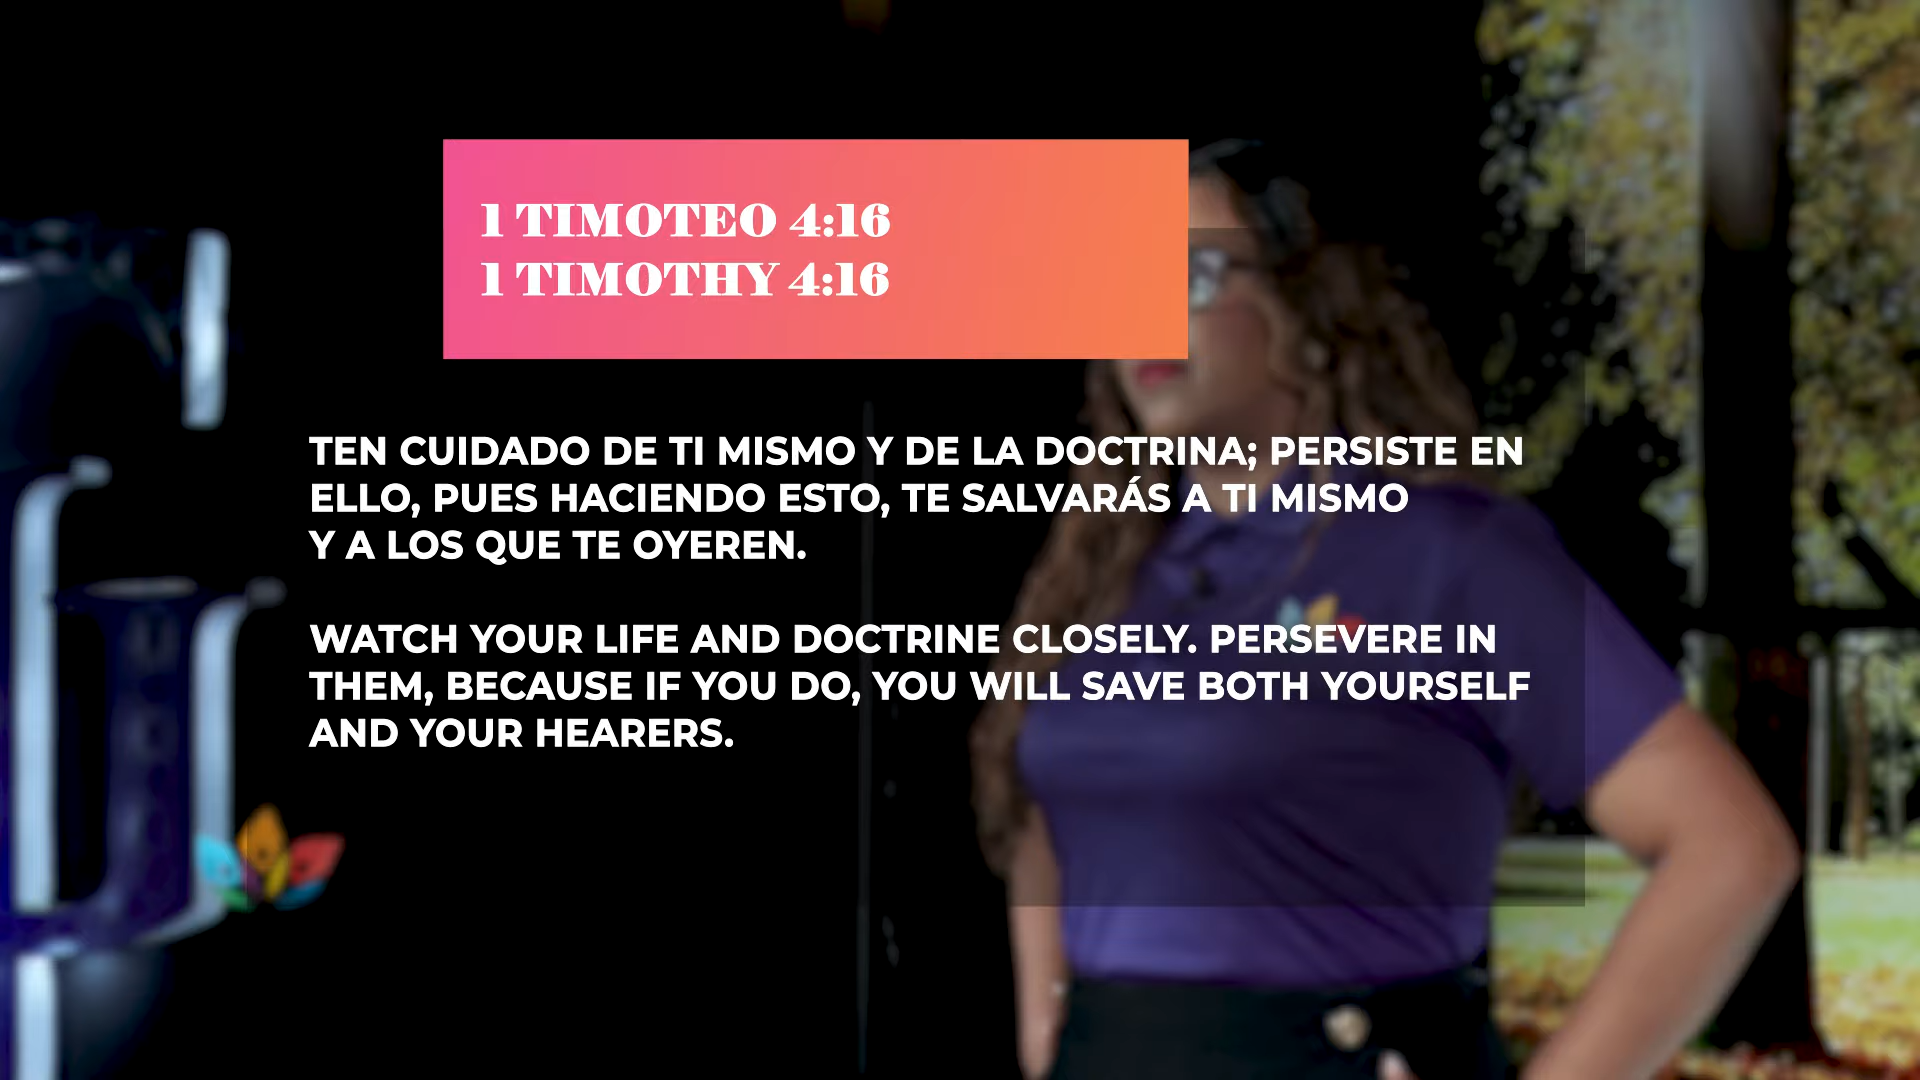 1 TIMOTEO 4:16
1 TIMOTHY 4:16
TEN CUIDADO DE TI MISMO Y DE LA DOCTRINA; PERSISTE EN
ELLO, PUES HACIENDO ESTO, TE SALVARÁS A TI MISMO
Y A LOS QUE TE OYEREN.
WATCH YOUR LIFE AND DOCTRINE CLOSELY. PERSEVERE IN
THEM, BECAUSE IF YOU DO, YOU WILL SAVE BOTH YOURSELF
AND YOUR HEARERS.